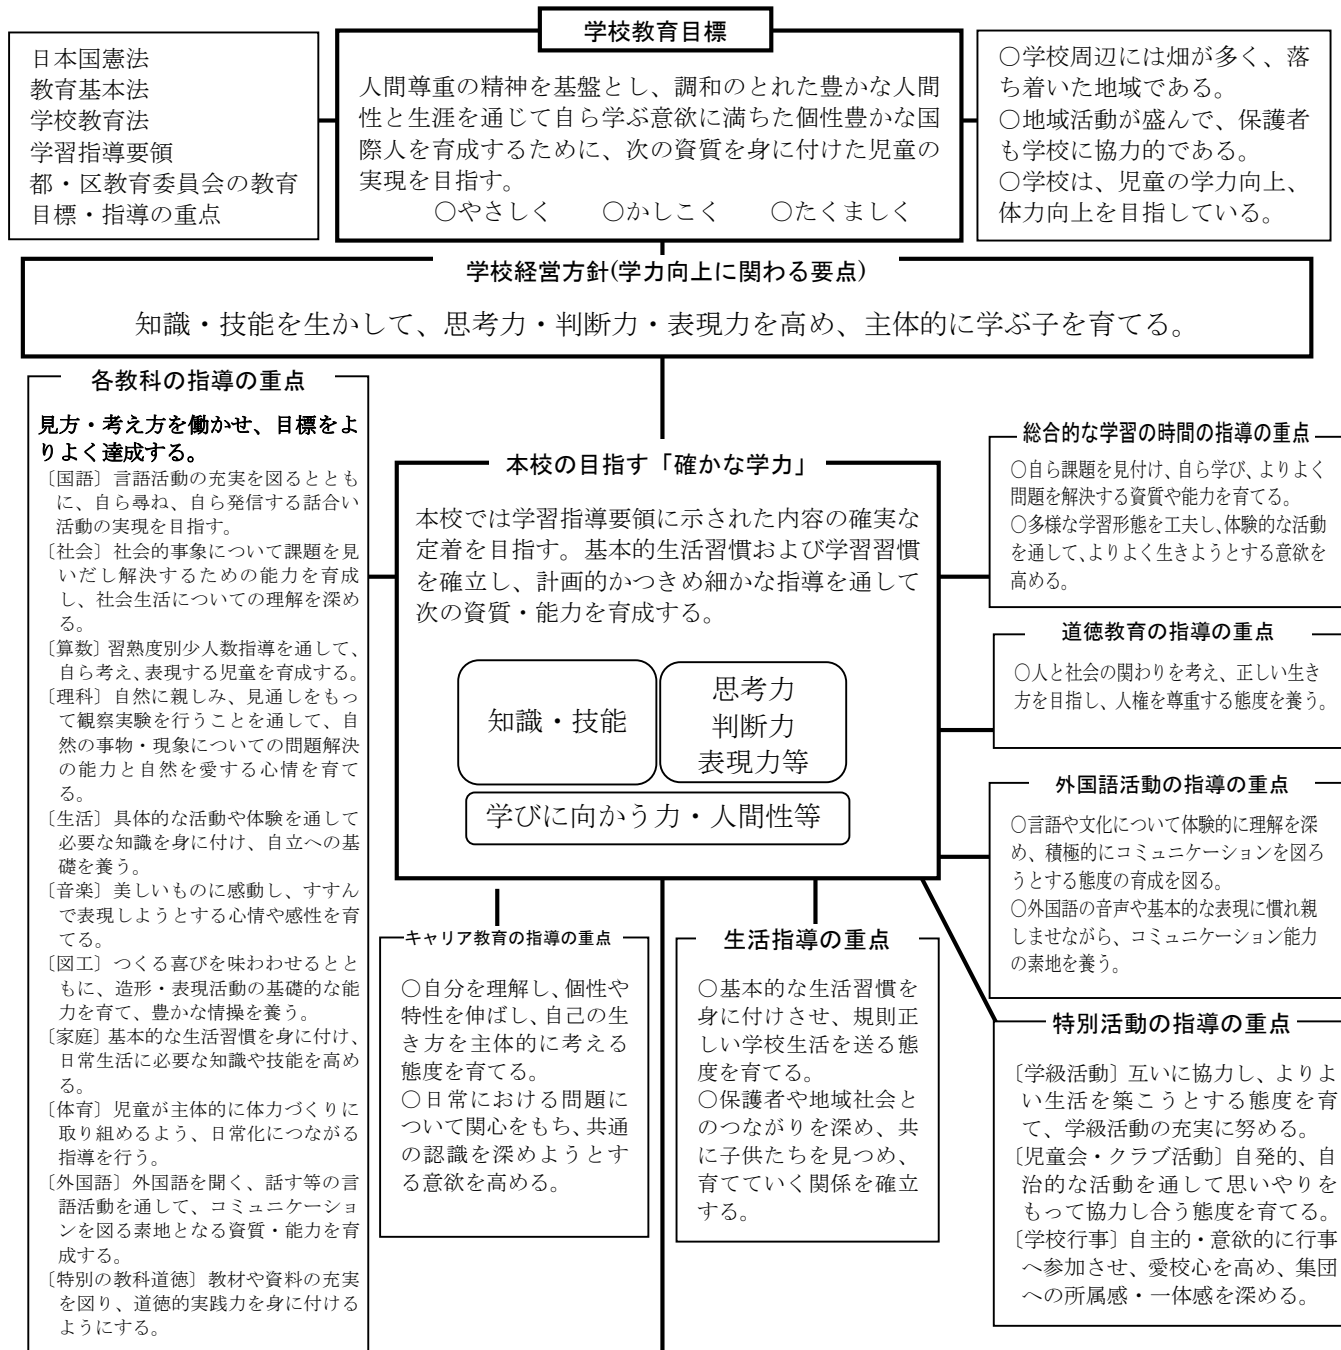 学校教育目標
日本国憲法
教育基本法
学校教育法
学習指導要領
都・区教育委員会の教育
目標・指導の重点
人間尊重の精神を基盤とし、調和のとれた豊かな人間
性と生涯を通じて自ら学ぶ意欲に満ちた個性豊かな国
際人を育成するために、次の資質を身に付けた児童の
実現を目指す。
○やさしく　○かしこく　○たくましく
○学校周辺には畑が多く、落
ち着いた地域である。
○地域活動が盛んで、保護者
も学校に協力的である。
○学校は、児童の学力向上、
体力向上を目指している。
学校経営方針(学力向上に関わる要点)
知識・技能を生かして、思考力・判断力・表現力を高め、主体的に学ぶ子を育てる。
各教科の指導の重点
見方・考え方を働かせ、目標をよ
りよく達成する。
〔国語〕言語活動の充実を図るととも
に、自ら尋ね、自ら発信する話合い
活動の実現を目指す。
〔社会〕社会的事象について課題を見
いだし解決するための能力を育成
し、社会生活についての理解を深め
る。
〔算数〕習熟度別少人数指導を通して、
自ら考え、表現する児童を育成する。
〔理科〕自然に親しみ、見通しをもっ
て観察実験を行うことを通して、自
然の事物・現象についての問題解決
の能力と自然を愛する心情を育て
る。
〔生活〕具体的な活動や体験を通して
必要な知識を身に付け、自立への基
礎を養う。
〔音楽〕美しいものに感動し、すすん
で表現しようとする心情や感性を育
てる。
〔図工〕つくる喜びを味わわせるとと
もに、造形・表現活動の基礎的な能
力を育て、豊かな情操を養う。
〔家庭〕基本的な生活習慣を身に付け、
日常生活に必要な知識や技能を高め
る。
〔体育〕児童が主体的に体力づくりに
取り組めるよう、日常化につながる
指導を行う。
〔外国語〕外国語を聞く、話す等の言
語活動を通して、コミュニケーショ
ンを図る素地となる資質・能力を育
成する。
〔特別の教科道徳〕教材や資料の充実
を図り、道徳的実践力を身に付ける
ようにする。
本校の目指す「確かな学力」
本校では学習指導要領に示された内容の確実な
定着を目指す。基本的生活習慣および学習習慣
を確立し、計画的かつきめ細かな指導を通して
次の資質・能力を育成する。
知識・技能
思考力
判断力
表現力等
学びに向かう力・人間性等
キャリア教育の指導の重点
○自分を理解し、個性や
特性を伸ばし、自己の生
き方を主体的に考える
態度を育てる。
○日常における問題に
ついて関心をもち、共通
の認識を深めようとす
る意欲を高める。
生活指導の重点
○基本的な生活習慣を
身に付けさせ、規則正
しい学校生活を送る態
度を育てる。
○保護者や地域社会と
のつながりを深め、共
に子供たちを見つめ、
育てていく関係を確立
する。
総合的な学習の時間の指導の重点
○自ら課題を見付け、自ら学び、よりよく
問題を解決する資質や能力を育てる。
○多様な学習形態を工夫し、体験的な活動
を通して、よりよく生きようとする意欲を
高める。
道徳教育の指導の重点
○人と社会の関わりを考え、正しい生き
方を目指し、人権を尊重する態度を養う。
外国語活動の指導の重点
○言語や文化について体験的に理解を深
め、積極的にコミュニケーションを図ろ
うとする態度の育成を図る。
○外国語の音声や基本的な表現に慣れ親
しませながら、コミュニケーション能力
の素地を養う。
特別活動の指導の重点
〔学級活動〕互いに協力し、よりよ
い生活を築こうとする態度を育
て、学級活動の充実に努める。
〔児童会・クラブ活動〕自発的、自
治的な活動を通して思いやりを
もって協力し合う態度を育てる。
〔学校行事〕自主的・意欲的に行事
へ参加させ、愛校心を高め、集団
への所属感・一体感を深める。